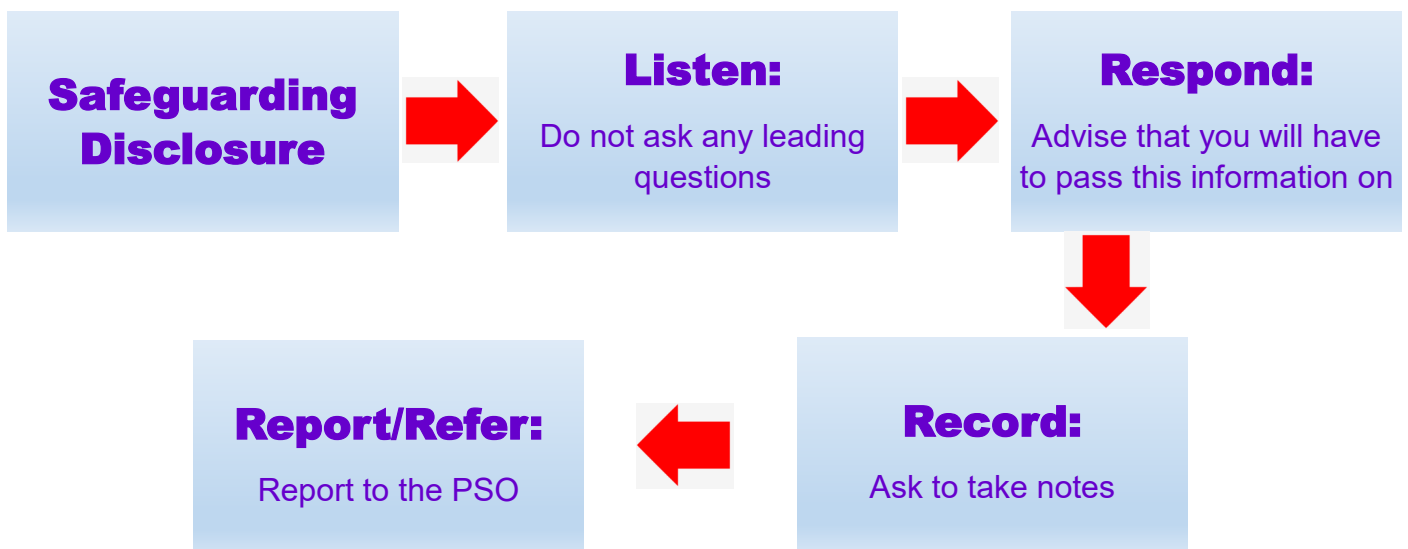 Safeguarding
Disclosure
Listen:
Do not ask any leading
questions
Respond:
Advise that you will have
to pass this information on
Record:
Ask to take notes
Report/Refer:
Report to the PSO